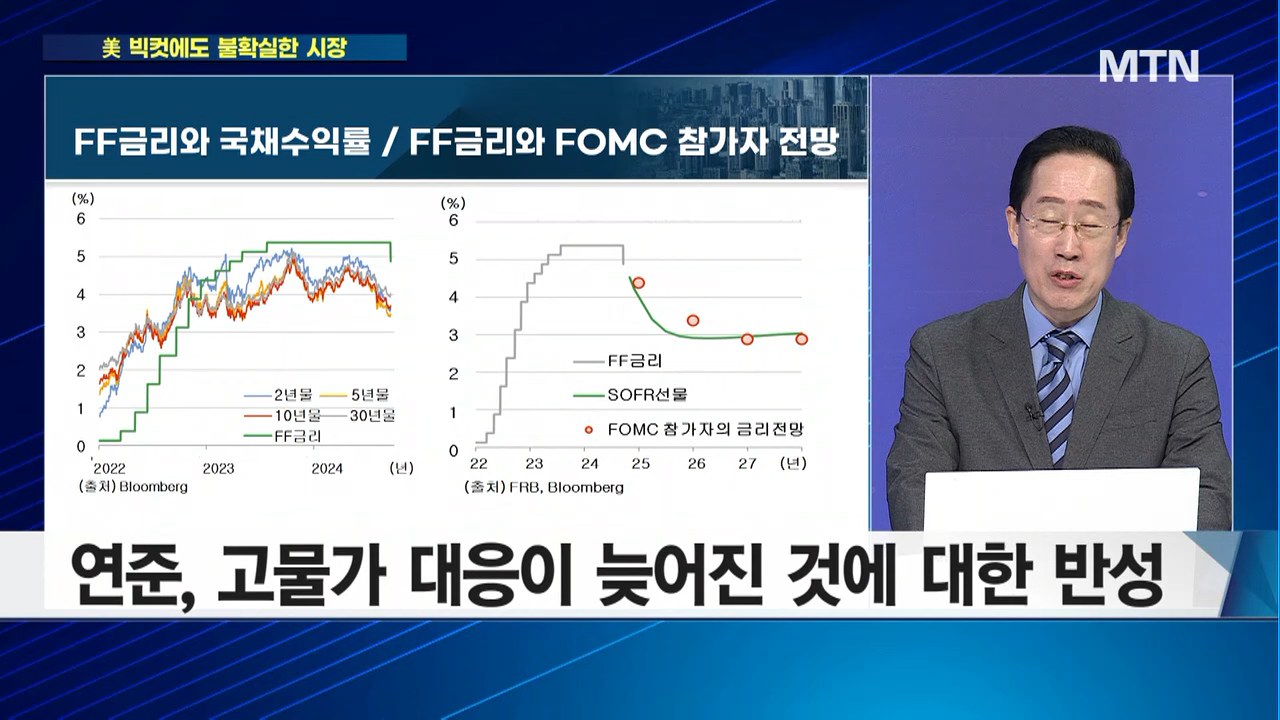 美 빅컷에도 불확실한 시장
MTN
FF금리와 국채수익률 / FF금리와 FOMC 참가자 전망
(%)
6
5
4
3
2
1
0
2년물 5년물
10년물 30년물
FF금리
2022 2023 2024 (년)
(출처) Bloomberg
(%)
6
5
4
3
2
1
0
FF금리
SOFR선물
FOMC 참가자의 금리전망
22 23 24 25 26 27 (년)
(출처) FRB, Bloomberg
연준, 고물가 대응이 늦어진 것에 대한 반성